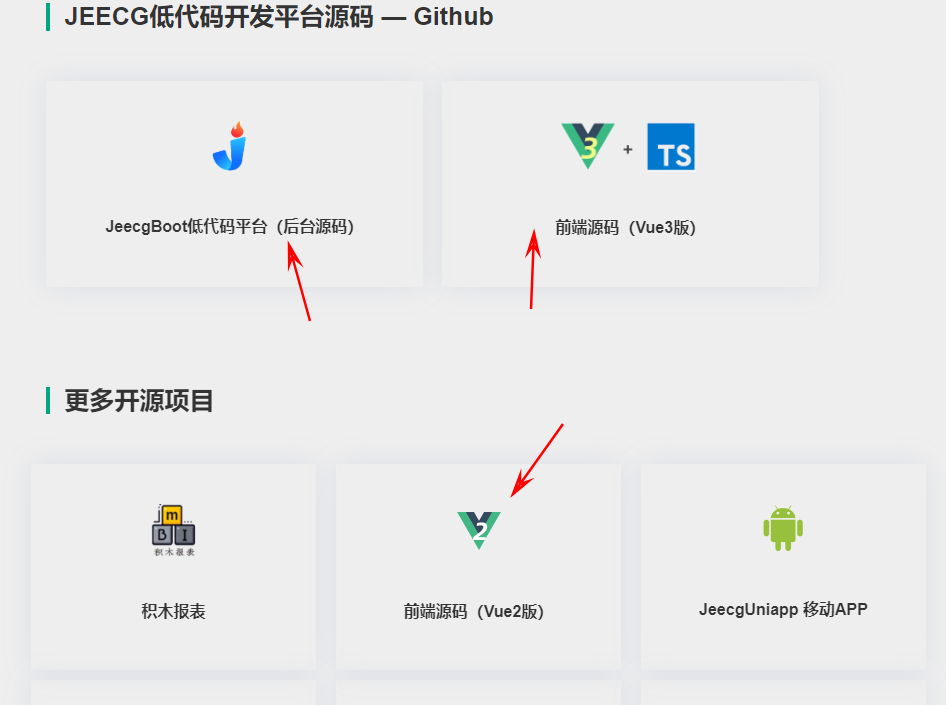 JEECG低代码开发平台源码 — Github
3 + TS
JeecgBoot低代码平台（后台源码）
前端源码（Vue3版）
更多开源项目
j m ...
B I
积木报表
2
积木报表
前端源码（Vue2版）
JeecgUniapp 移动APP